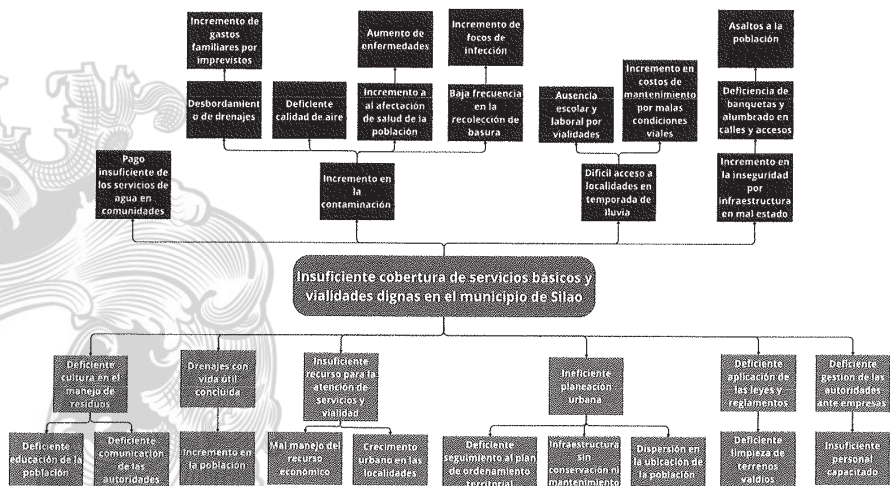 Incremento de
gastos
familiares por
imprevistos
Aumento de
enfermedades
Incremento
de focos de
infección
Asaltos a la
población
Desbordamient
o de drenajes
Deficiente
calidad de aire
Incremento a
al afectación
de salud de la
población
Baja frecuencia
en la
recolección de
basura
Ausencia
escolar y
laboral por
vialidades
Incremento en
costos de
mantenimiento
por malas
condiciones
viales
Deficiencia de
banquetas y
alumbrado en
calles y accesos
Pago
insuficiente de
los servicios de
agua en
comunidades
Incremento en
la
contaminación
Dificil acceso a
localidades en
temporada de
lluvia
Incremento en
la inseguridad
por
infraestructura
en mal estado
Insuficiente cobertura de servicios básicos y
vialidades dignas en el municipio de Silao
Deficiente
cultura en el
manejo de
residuos
Drenajes con
vida útil
concluida
Insuficiente
recurso para la
atención de
servicios y
vialidad
Ineficiente
planeación
urbana
Deficiente
aplicación de
las leyes y
reglamentos
Deficiente
gestion de las
autoridades
ante empresas
Deficiente
educación de la
población
Deficiente
comunicación
de las
autoridades
Incremento en
la población
Mal manejo del
recurso
económico
Crecimiento
urbano en las
localidades
Deficiente
seguimiento al plan
de ordenamiento
territorial
Infraestructura
sin
conservación ni
mantenimiento
Dispersión en
la ubicación de
la población
Deficiente
limpieza de
terrenos
valdios
Insuficiente
personal
capacitado